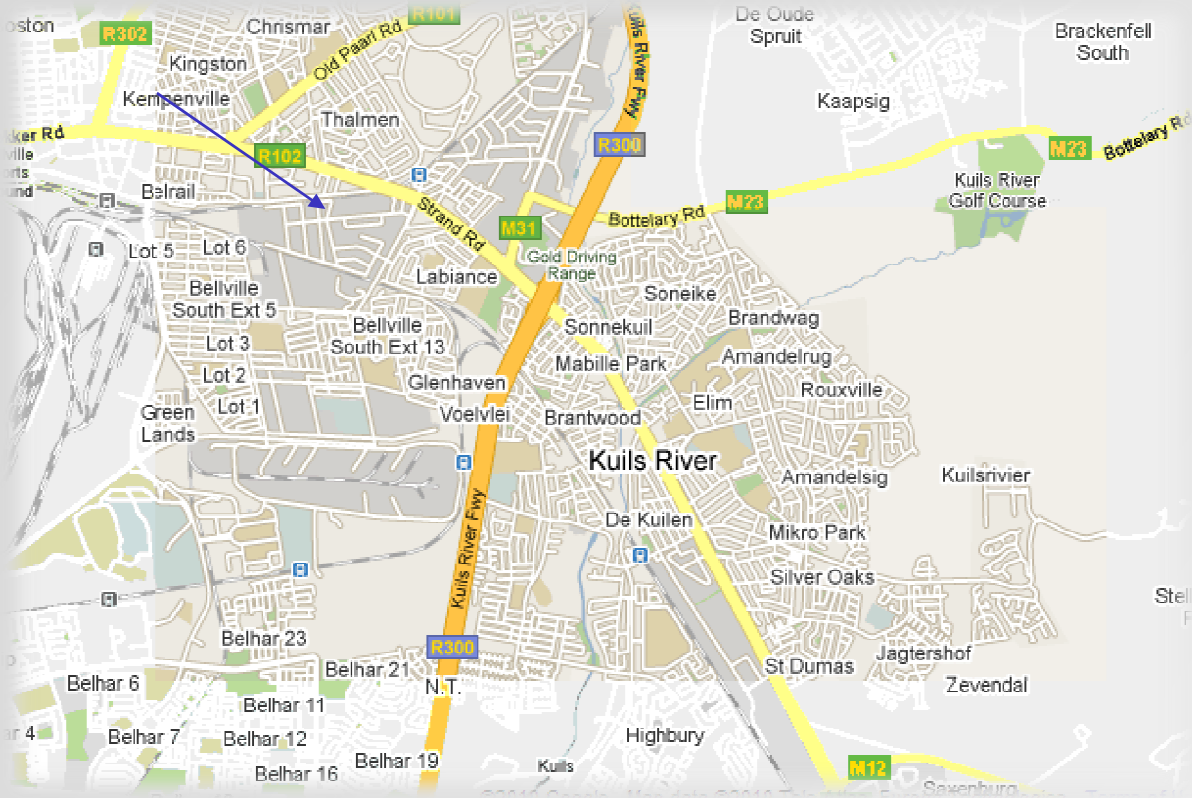 R101
De Oude
Spruit
Chrismar
R302
Brackenfell
South
Old Paarl Rd
Kuils River Fwy
Kingston
Kempenville
Kaapsig
Thalmen
R102
R300
M23
Bottelary Rd
Belrail
Kuils River
Golf Course
M23
Strand Rd
Bottelary Rd
M31
Lot 5
Lot 6
Gold Driving
Range
Labiance
Bellville
South Ext 5
Soneike
Brandwag
Bellville
South Ext 13
Sonnekuil
Lot 3
Mabille Park
Amandelrug
Lot 2
Glenhaven
Rouxville
Lot 1
Elim
Green
Lands
Voelvlei
Brantwood
Kuils River
Amandelsig
Kuilsrivier
De Kuilen
Mikro Park
Kuils River Fwy
Silver Oaks
Belhar 23
R300
Jagtershof
Belhar 21
St Dumas
Belhar 6
N.T.
Zevendal
Belhar 11
Belhar 7
Belhar 12
Highbury
Belhar 19
Kuils
Belhar 16
M12
Saxenburg